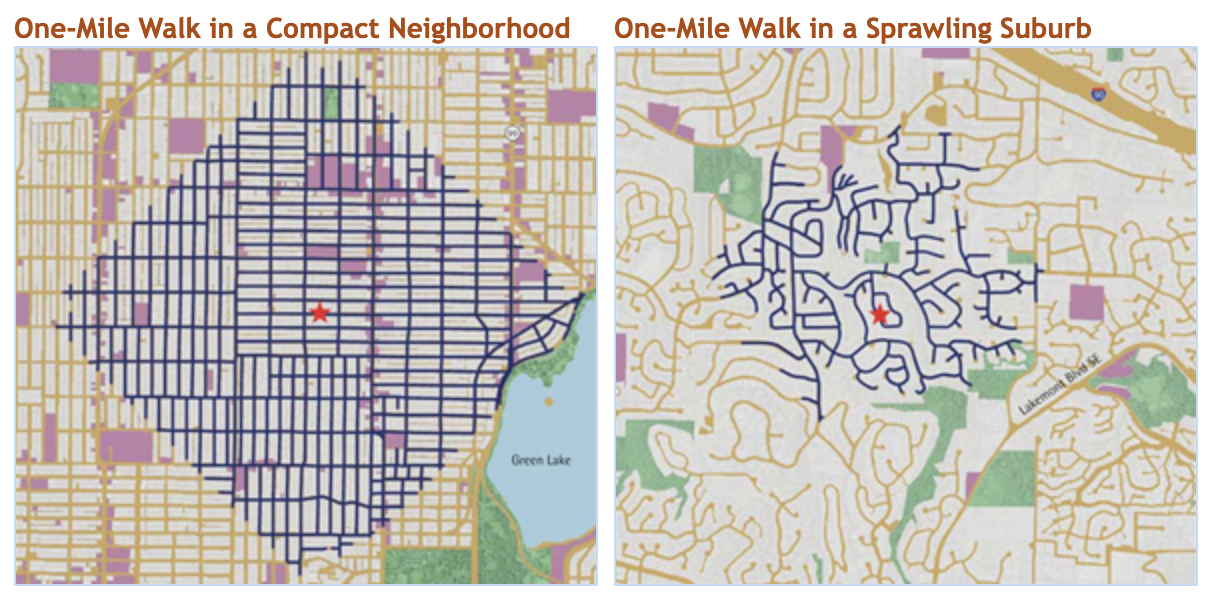 One-Mile Walk in a Compact Neighborhood
One-Mile Walk in a Sprawling Suburb
99
90
Green Lake
Lakemont Blvd SE